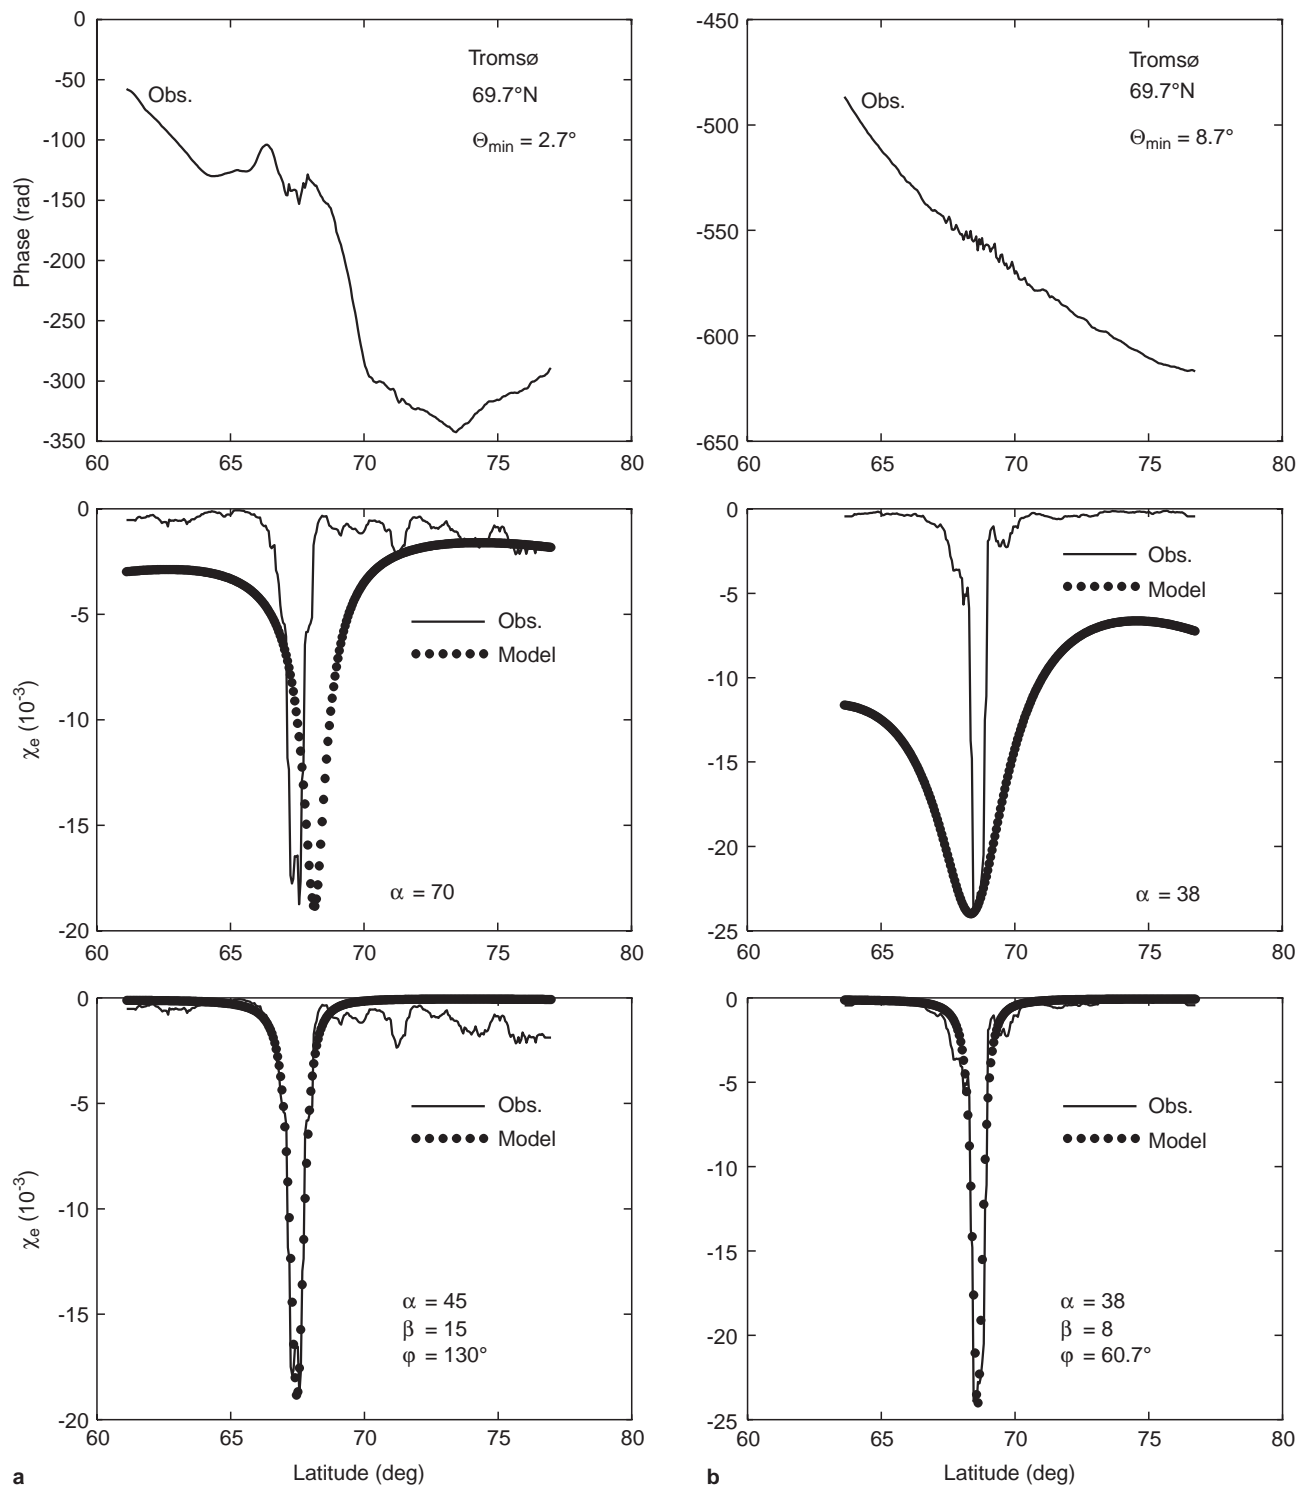 0
-50
-100
-150
-200
-250
-300
-350
Phase (rad)
60 65 70 75 80
Obs.
Tromsø
69.7°N
Θmin = 2.7°
-450
-500
-550
-600
-650
60 65 70 75 80
Obs.
Tromsø
69.7°N
Θmin = 8.7°
0
-5
-10
-15
-20
χe (10-3)
60 65 70 75 80
Obs.
Model
α = 70
0
-5
-10
-15
-20
-25
60 65 70 75 80
Obs.
Model
α = 38
0
-5
-10
-15
-20
χe (10-3)
60 65 70 75 80
Obs.
Model
α = 45
β = 15
φ = 130°
a
Latitude (deg)
0
-5
-10
-15
-20
-25
60 65 70 75 80
Obs.
Model
α = 38
β = 8
φ = 60.7°
b
Latitude (deg)